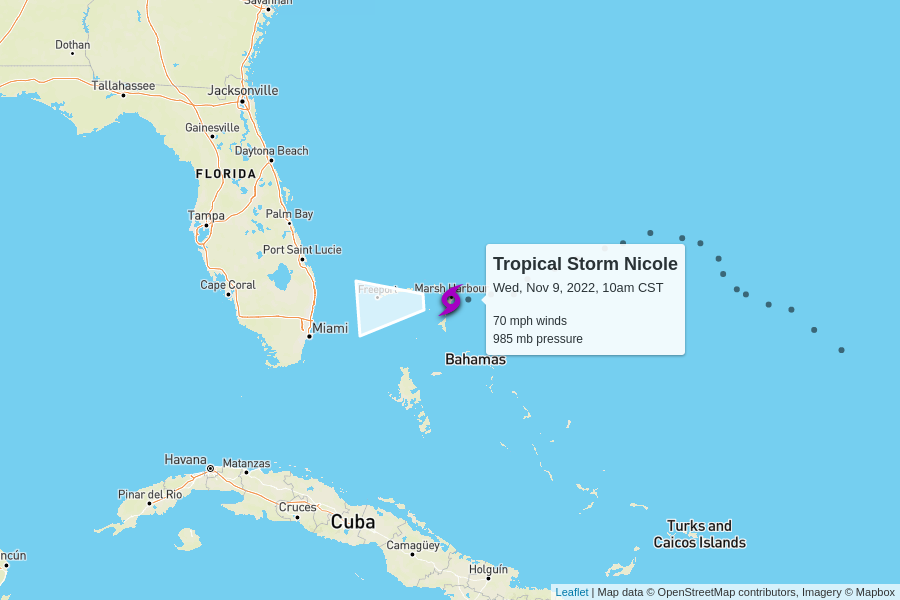 Savannah
Dothan
Tallahassee
Jacksonville
Gainesville
Daytona Beach
FLORIDA
Tampa
Palm Bay
Port Saint Lucie
Cape Coral
Freeport
Marsh Harbour
Miami
Tropical Storm Nicole
Wed, Nov 9, 2022, 10am CST
70 mph winds
985 mb pressure
Bahamas
Havana
Matanzas
Pinar del Río
Cruces
Cuba
Camagüey
Holguín
ncún
Turks and
Caicos Islands
Leaflet | Map data © OpenStreetMap contributors, Imagery © Mapbox